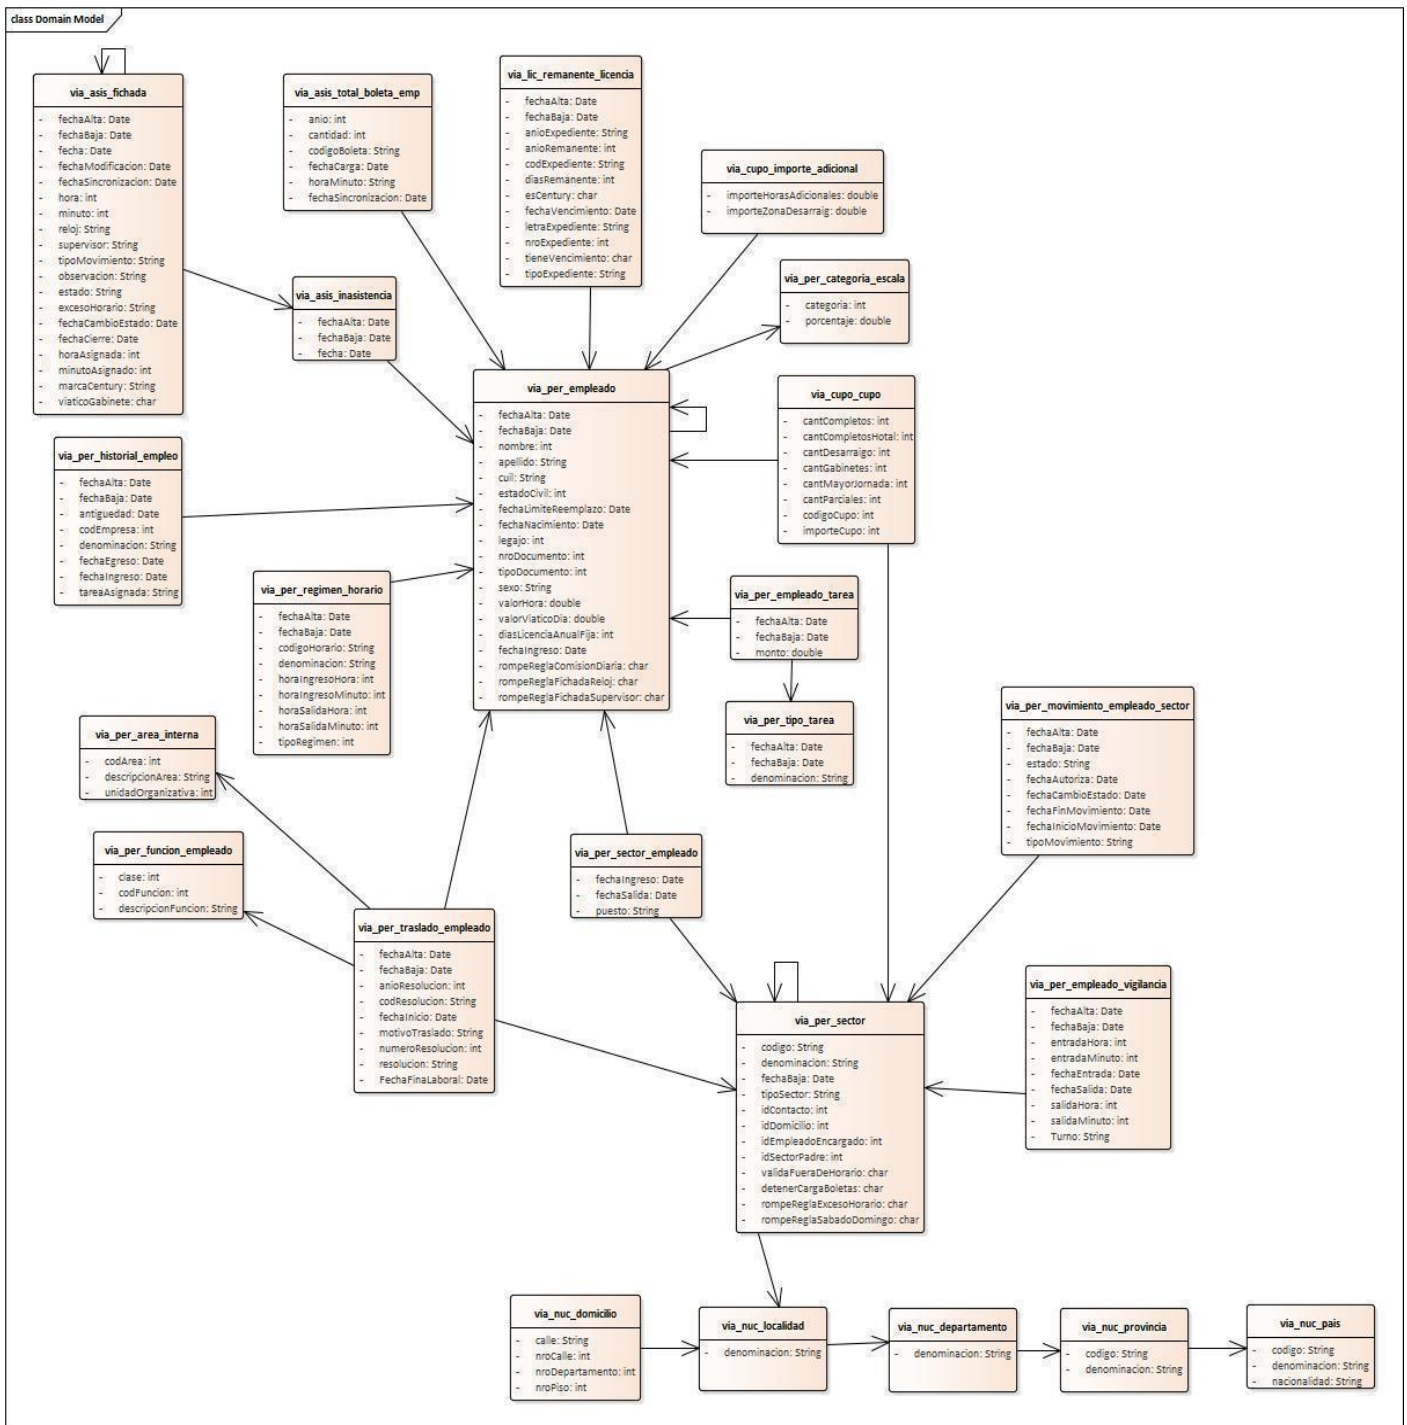 class Domain Model
via_asis_fichada
- fechaAlta: Date
- fechaBaja: Date
- fecha: Date
- fechaModificacion: Date
- fechaSincronizacion: Date
- hora: int
- minuto: int
- reloj: String
- supervisor: String
- tipoMovimiento: String
- observacion: String
- estado: String
- excesoHorario: String
- fechaCambioEstado: Date
- fechaCierre: Date
- horaAsignada: int
- minutoAsignado: int
- marcaCentury: String
- viaticoGabinete: char
via_asis_total_boleta_emp
- anio: int
- cantidad: int
- codigoBoleta: String
- fechaCarga: Date
- horaMinuto: String
- fechaSincronizacion: Date
via_lic_remanente_licencia
- fechaAlta: Date
- fechaBaja: Date
- anioExpediente: String
- anioRemanente: int
- codExpediente: String
- diasRemanente: int
- esCentury: char
- fechaVencimiento: Date
- letraExpediente: String
- nroExpediente: int
- tieneVencimiento: char
- tipoExpediente: String
via_cupo_importe_adicional
- importeHorasAdicionales: double
- importeZonaDesarraig: double
via_per_categoria_escala
- categoria: int
- porcentaje: double
via_asis_inasistencia
- fechaAlta: Date
- fechaBaja: Date
- fecha: Date
via_per_empleado
- fechaAlta: Date
- fechaBaja: Date
- nombre: int
- apellido: String
- cuil: String
- estadoCivil: int
- fechaLimiteReemplazo: Date
- fechaNacimiento: Date
- legajo: int
- nroDocumento: int
- tipoDocumento: int
- sexo: String
- valorHora: double
- valorViaticoDia: double
- diasLicenciaAnualFija: int
- fechaIngreso: Date
- rompeReglaComisionDiaria: char
- rompeReglaFichadaReloj: char
- rompeReglaFichadaSupervisor: char
via_cupo_cupo
- cantCompletos: int
- cantCompletosHotal: int
- cantDesarraigo: int
- cantGabinetes: int
- cantMayorJornada: int
- cantParciales: int
- codigoCupo: int
- importeCupo: int
via_per_historial_empleo
- fechaAlta: Date
- fechaBaja: Date
- antiguedad: Date
- codEmpresa: int
- denominacion: String
- fechaEgreso: Date
- fechaIngreso: Date
- tareaAsignada: String
via_per_regimen_horario
- fechaAlta: Date
- fechaBaja: Date
- codigoHorario: String
- denominacion: String
- horaIngresoHora: int
- horaIngresoMinuto: int
- horaSalidaHora: int
- horaSalidaMinuto: int
- tipoRegimen: int
via_per_empleado_tarea
- fechaAlta: Date
- fechaBaja: Date
- monto: double
via_per_tipo_tarea
- fechaAlta: Date
- fechaBaja: Date
- denominacion: String
via_per_movimiento_empleado_sector
- fechaAlta: Date
- fechaBaja: Date
- estado: String
- fechaAutoriza: Date
- fechaCambioEstado: Date
- fechaFinMovimiento: Date
- fechaInicioMovimiento: Date
- tipoMovimiento: String
via_per_area_interna
- codArea: int
- descripcionArea: String
- unidadOrganizativa: int
via_per_funcion_empleado
- clase: int
- codFuncion: int
- descripcionFuncion: String
via_per_sector_empleado
- fechaIngreso: Date
- fechaSalida: Date
- puesto: String
via_per_traslado_empleado
- fechaAlta: Date
- fechaBaja: Date
- anioResolucion: int
- codResolucion: String
- fechaInicio: Date
- motivoTraslado: String
- numeroResolucion: int
- resolucion: String
- FechaFinaLaboral: Date
via_per_empleado_vigilancia
- fechaAlta: Date
- fechaBaja: Date
- entradaHora: int
- entradaMinuto: int
- fechaEntrada: Date
- fechaSalida: Date
- salidaHora: int
- salidaMinuto: int
- Turno: String
via_per_sector
- codigo: String
- denominacion: String
- fechaBaja: Date
- tipoSector: String
- idContacto: int
- idDomicilio: int
- idEmpleadoEncargado: int
- idSectorPadre: int
- validaFueraDeHorario: char
- detenerCargaBoletas: char
- rompeReglaExcesoHorario: char
- rompeReglaSabadoDomingo: char
via_nuc_domicilio
- calle: String
- nroCalle: int
- nroDepartamento: int
- nroPiso: int
via_nuc_localidad
- denominacion: String
via_nuc_departamento
- denominacion: String
via_nuc_provincia
- codigo: String
- denominacion: String
via_nuc_pais
- codigo: String
- denominacion: String
- nacionalidad: String